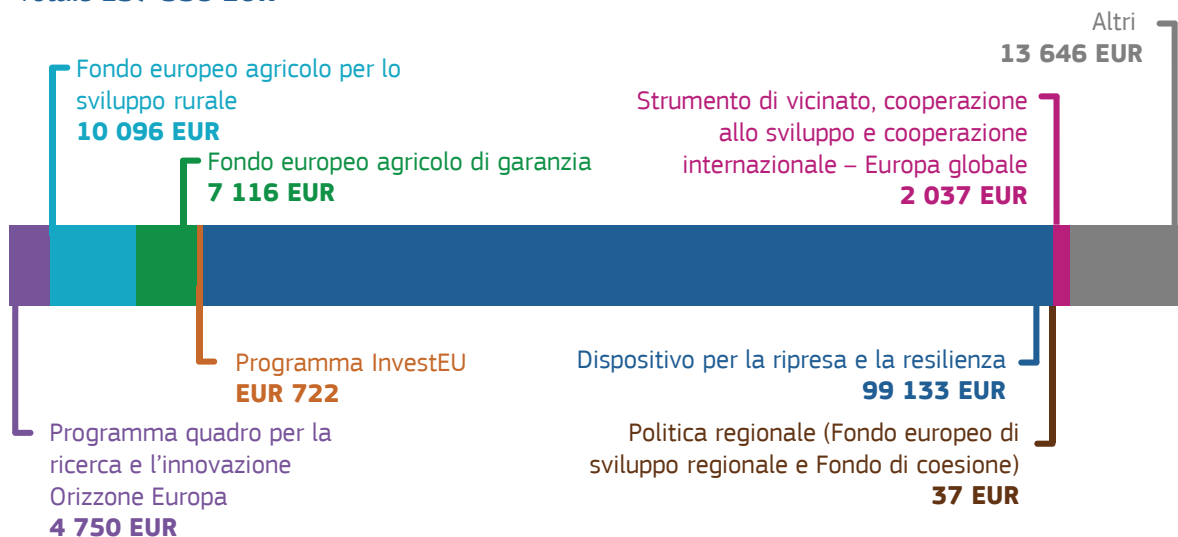 Altri
13 646 EUR
Fondo europeo agricolo per lo
sviluppo rurale
10 096 EUR
Fondo europeo agricolo di garanzia
7 116 EUR
Strumento di vicinato, cooperazione
allo sviluppo e cooperazione
internazionale – Europa globale
2 037 EUR
Programma InvestEU
EUR 722
Dispositivo per la ripresa e la resilienza
99 133 EUR
Programma quadro per la
ricerca e l'innovazione
Orizzone Europa
4 750 EUR
Politica regionale (Fondo europeo di
sviluppo regionale e Fondo di coesione)
37 EUR